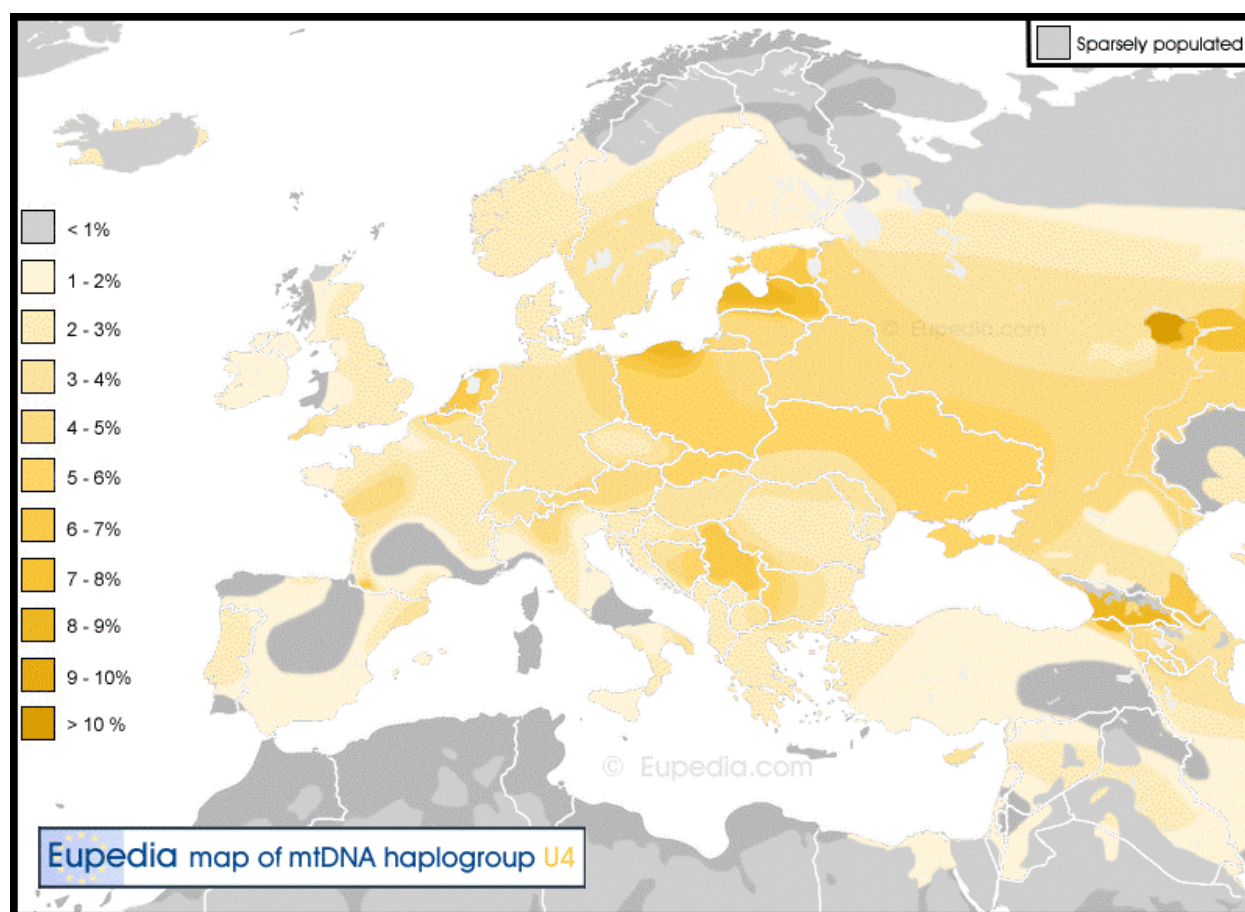 Sparsely populated
< 1%
1 - 2%
2 - 3%
3 - 4%
4 - 5%
5 - 6%
6 - 7%
7 - 8%
8 - 9%
9 - 10%
> 10 %
© Eupedia.com
© Eupedia.com
Eupedia map of mtDNA haplogroup U4